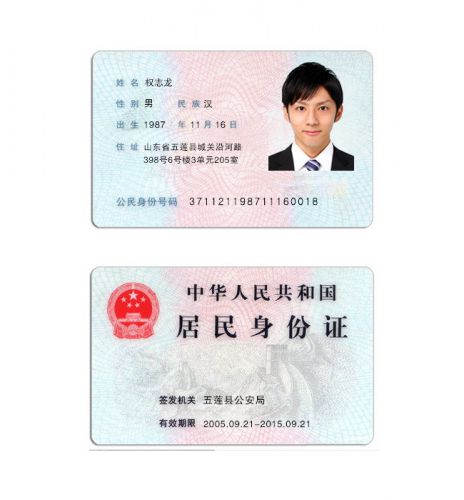 姓名 权志龙
性别 男 民族 汉
出生 1987 年 11 月 16 日
住址 山东省五莲县城关沿河路
398号6号楼3单元205室
公民身份号码 371121198711160018
中华人民共和国
居民身份证
签发机关 五莲县公安局
有效期限 2005.09.21-2015.09.21